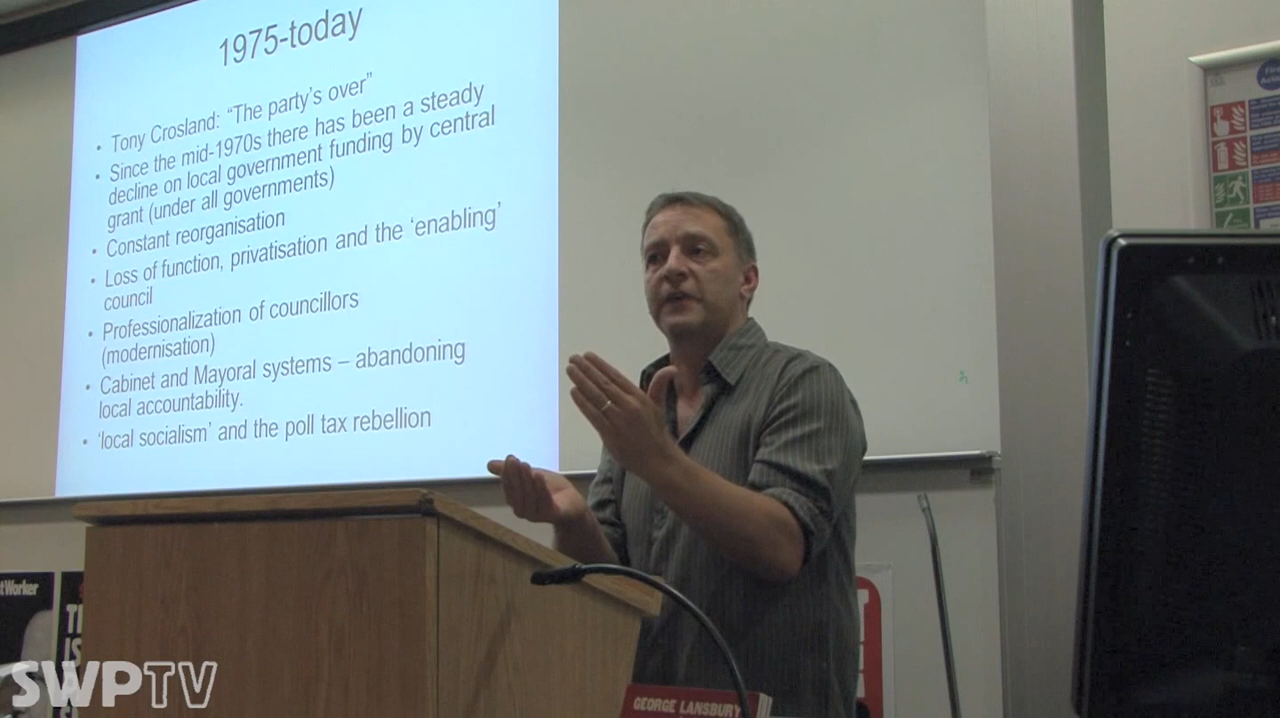 1975-today
• Tony Crosland: “The party’s over”
• Since the mid-1970s there has been a steady
decline on local government funding by central
grant (under all governments)
• Constant reorganisation
• Loss of function, privatisation and the ‘enabling’
council
• Professionalization of councillors
(modernisation)
• Cabinet and Mayoral systems – abandoning
local accountability.
• ‘local socialism’ and the poll tax rebellion
tWorker
SWPTV
GEORGE LANSBURY